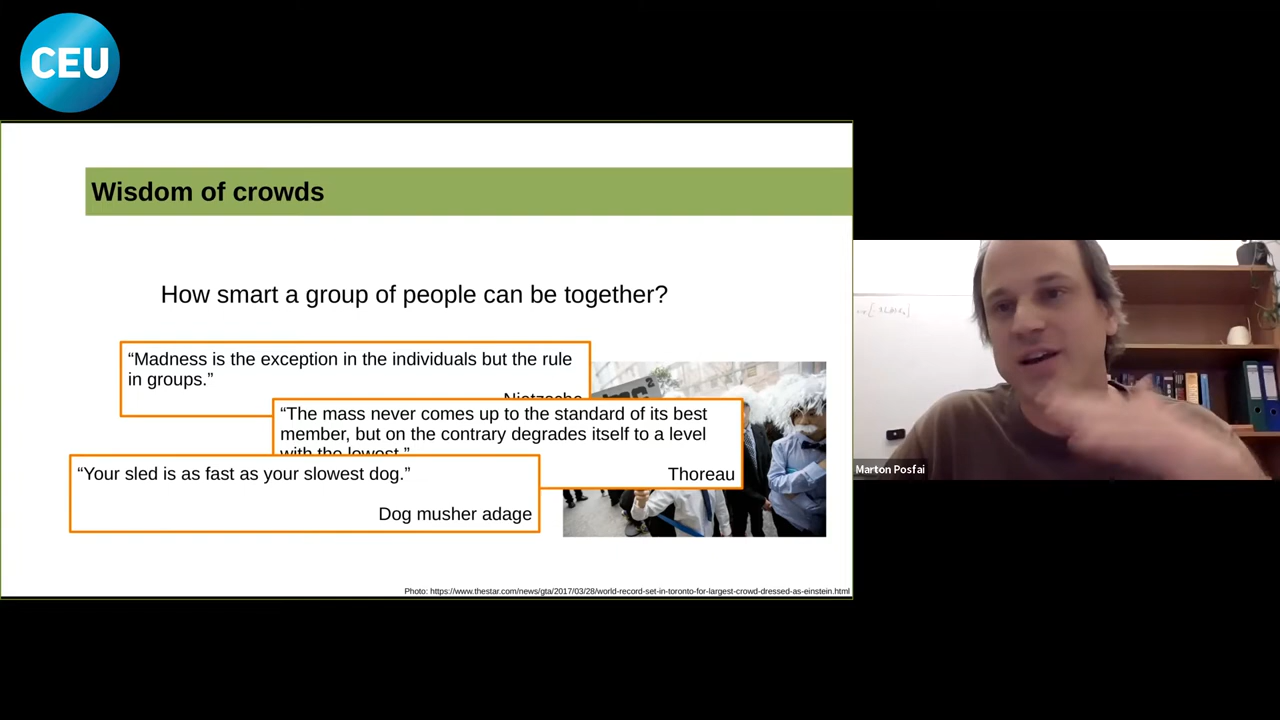 CEU
Wisdom of crowds
How smart a group of people can be together?
“Madness is the exception in the individuals but the rule
in groups.”
Nietzsche
“The mass never comes up to the standard of its best
member, but on the contrary degrades itself to a level
with the lowest.”
Thoreau
“Your sled is as fast as your slowest dog.”
Dog musher adage
Photo: https://www.thestar.com/news/gta/2017/03/28/world-record-set-in-toronto-for-largest-crowd-dressed-as-einstein.html
Marton Posfai